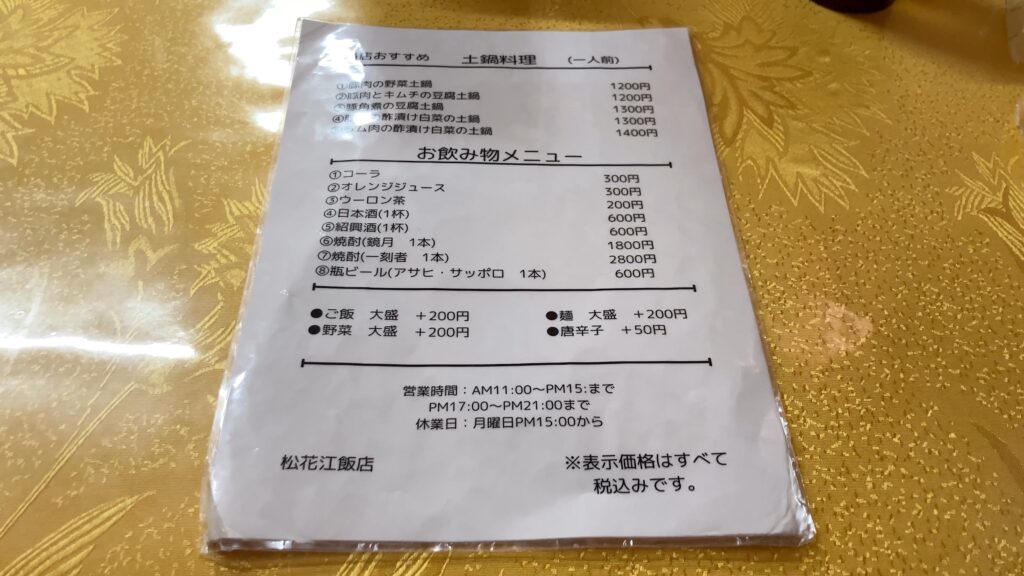 店おすすめ 土鍋料理 (一人前)
①豚肉の野菜土鍋 1200円
②豚肉とキムチの豆腐土鍋 1200円
③豚角煮の豆腐土鍋 1300円
の酢漬け白菜の土鍋 1300円
ラム肉の酢漬け白菜の土鍋 1400円
お飲み物メニュー
①コーラ 300円
②オレンジジュース 300円
③ウーロン茶 200円
④日本酒(1杯) 600円
⑤紹興酒(1杯) 600円
⑥焼酎(鏡月 1本) 1800円
⑦焼酎(一刻者 1本) 2800円
⑧瓶ビール(アサヒ・サッポロ 1本) 600円
●ご飯 大盛 +200円 ●麺 大盛 +200円
●野菜 大盛 +200円 ●唐辛子 +50円
営業時間：AM11:00～PM15:まで
PM17:00～PM21:00まで
休業日：月曜日PM15:00から
松花江飯店 ※表示価格はすべて
税込みです。